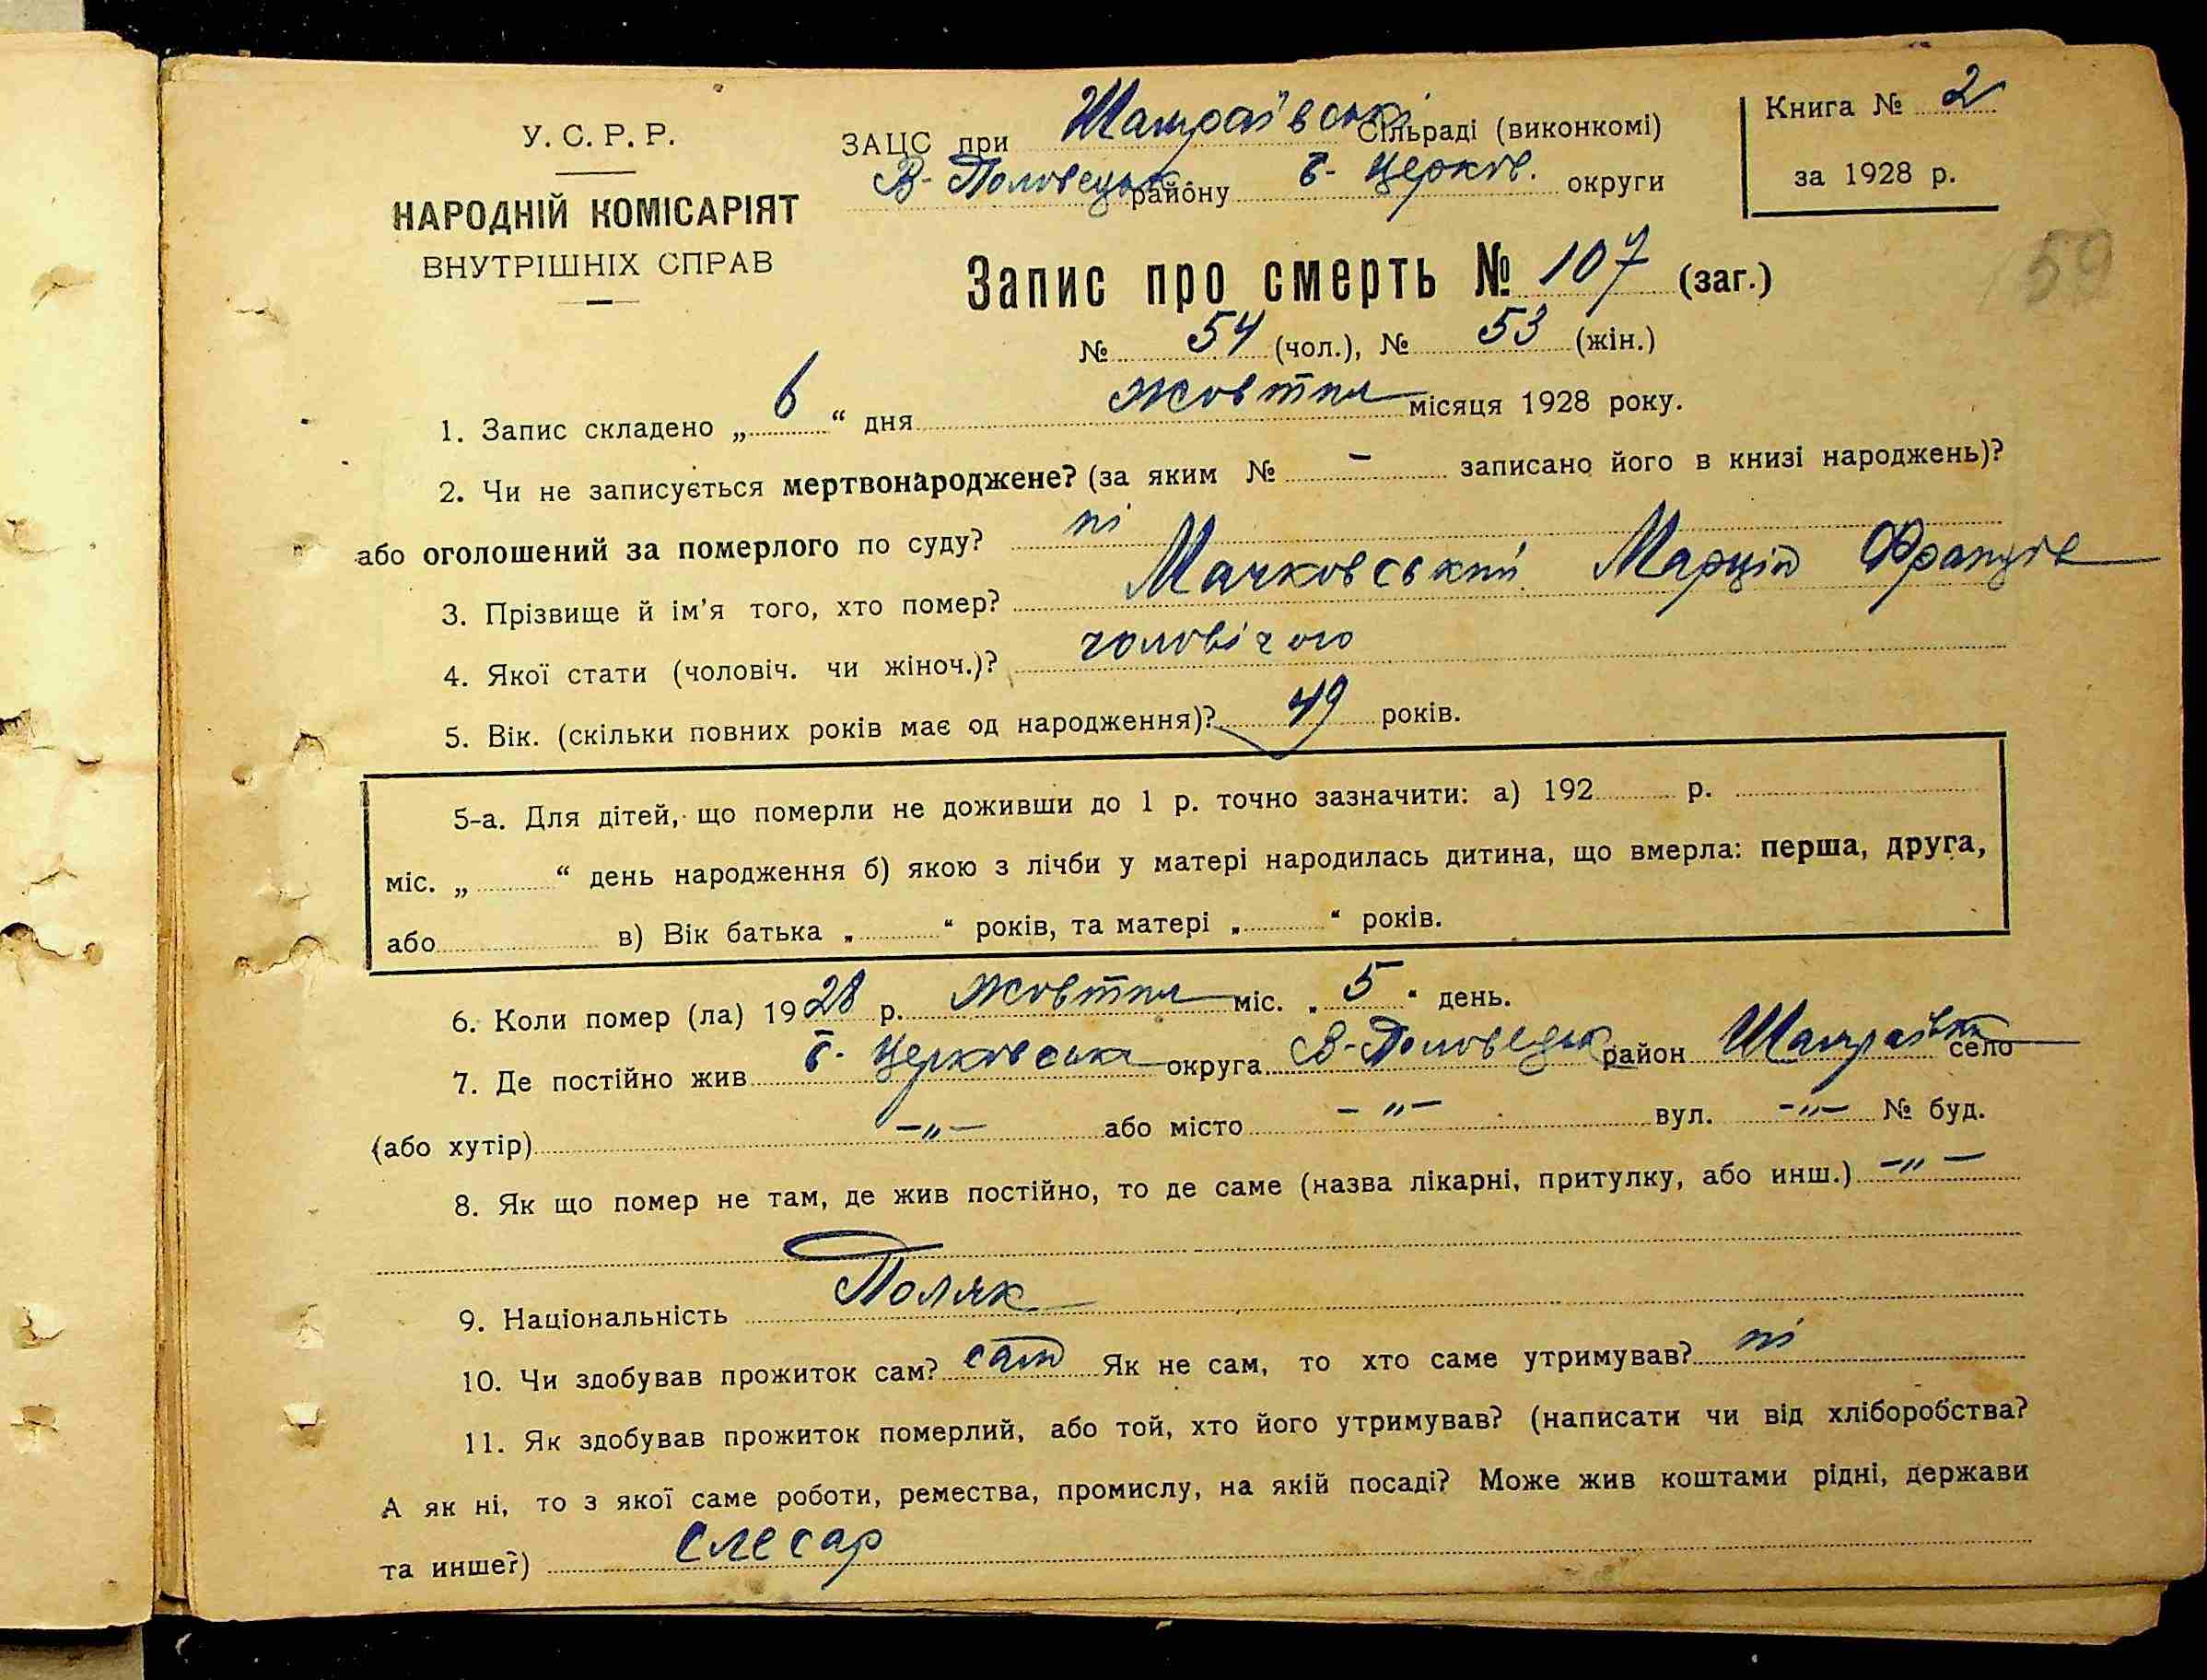 У. С. Р. Р.
НАРОДНІЙ КОМІСАРІЯТ
ВНУТРІШНІХ СПРАВ
ЗАЦС при Шамраївські Сільраді (виконкомі)
В-Половецьк району Б-Церків. округи
Книга № 2
за 1928 р.
59
Запис про смерть № 107 (заг.)
№ 54 (чол.), № 53 (жін.)
1. Запис складено „ 6 “ дня жовтня місяця 1928 року.
2. Чи не записується мертвонароджене? (за яким № - записано його в книзі народжень)?
або оголошений за померлого по суду? ні
3. Прізвище й ім'я того, хто помер? Мачковський Марцін Франців
4. Якої стати (чоловіч. чи жіноч.)? чоловічого
5. Вік. (скільки повних років має од народження)? 49 років.
5-а. Для дітей, що померли не доживши до 1 р. точно зазначити: а) 192 р.
міс. „ “ день народження б) якою з лічби у матері народилась дитина, що вмерла: перша, друга,
або в) Вік батька „ “ років, та матері „ “ років.
6. Коли помер (ла) 1928 р. жовтня міс. „ 5 “ день.
7. Де постійно жив Б-Церковська округа В-Половецьк район Шамраївка село
(або хутір) -„- або місто -„- вул. -„- № буд.
8. Як що помер не там, де жив постійно, то де саме (назва лікарні, притулку, або инш.) -„-
9. Національність Поляк
10. Чи здобував прожиток сам? сам Як не сам, то хто саме утримував? ні
11. Як здобував прожиток померлий, або той, хто його утримував? (написати чи від хліборобства?
А як ні, то з якої саме роботи, ремества, промислу, на якій посаді? Може жив коштами рідні, держави
та инше?) Слесар